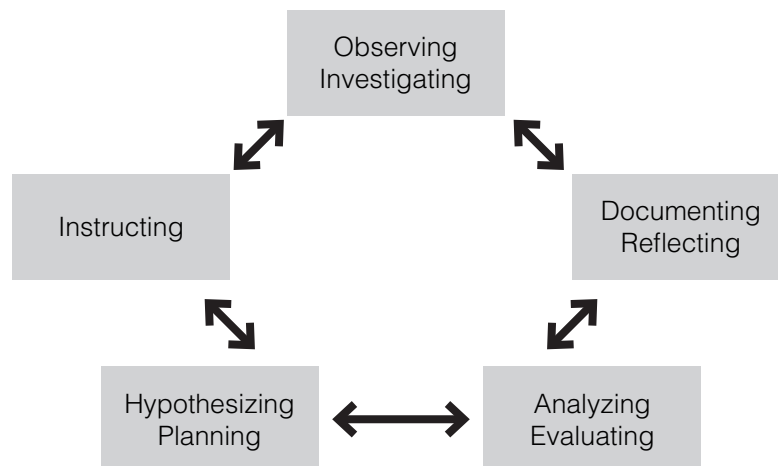 Observing
Investigating
Instructing
Documenting
Reflecting
Hypothesizing
Planning
Analyzing
Evaluating